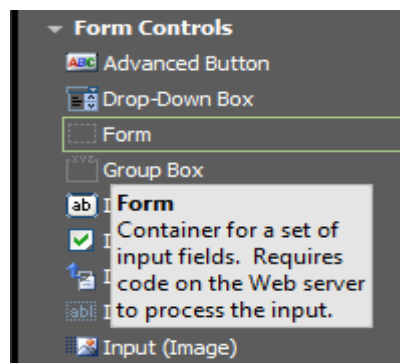 Form Controls
ABC Advanced Button
Drop-Down Box
Form
XYZ
Group Box
ab I
Form
Container for a set of
I
input fields.  Requires
I
code on the Web server
abl I
to process the input.
Input (Image)